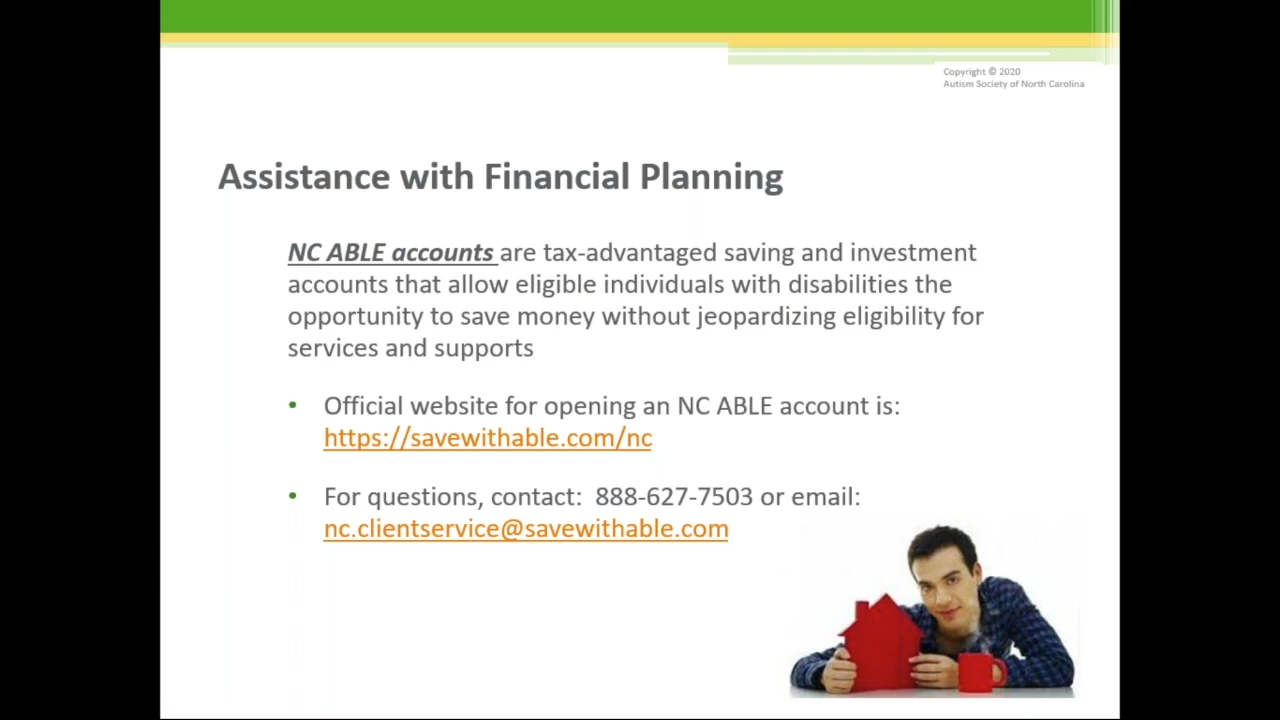 Copyright © 2020
Autism Society of North Carolina
Assistance with Financial Planning
NC ABLE accounts are tax-advantaged saving and investment
accounts that allow eligible individuals with disabilities the
opportunity to save money without jeopardizing eligibility for
services and supports
• Official website for opening an NC ABLE account is:
https://savewithable.com/nc
• For questions, contact:  888-627-7503 or email:
nc.clientservice@savewithable.com